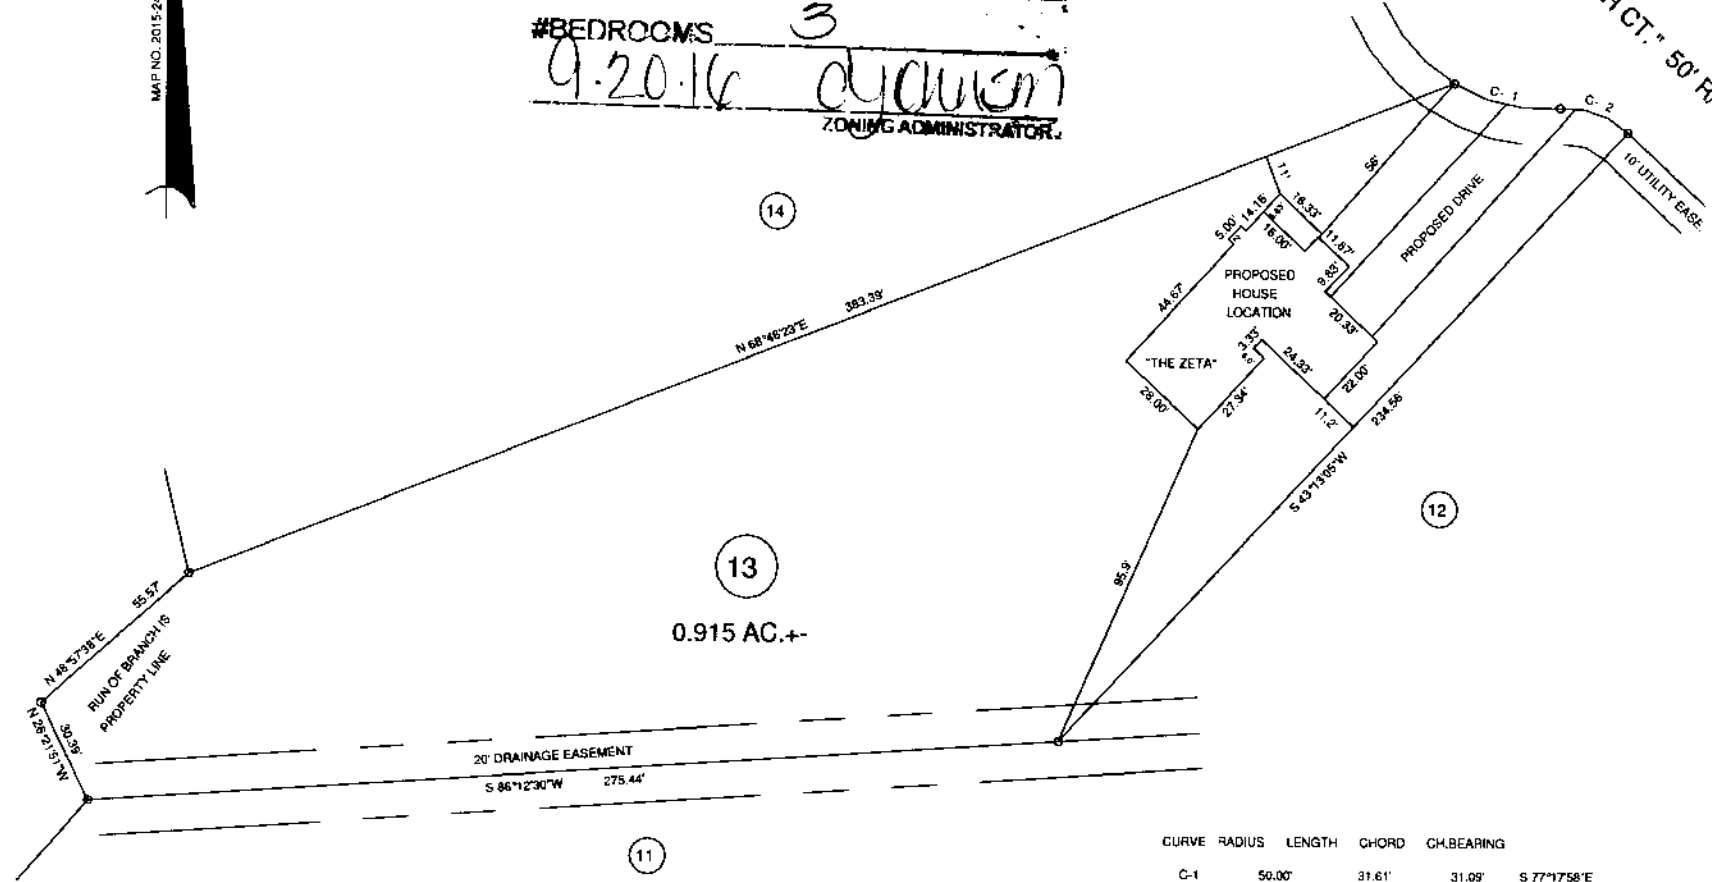 MAP NO. 2015-24
#BEDROOMS 3
9.20.16
ZONING ADMINISTRATOR
CT." 50' R/
C-1
C-2
10' UTILITY EASE.
PROPOSED DRIVE
56'
11'
16.33'
14.16'
5.00'
16.00'
11.67'
9.83'
PROPOSED
HOUSE
LOCATION
20.33'
44.67'
"THE ZETA"
3.33'
24.33'
22.00'
28.00'
27.34'
11.2'
234.56'
S 43°13'05"W
14
383.39'
N 68°46'23"E
12
13
0.915 AC.+-
95.9'
55.57'
N 48°57'38"E
RUN OF BRANCH IS
PROPERTY LINE
30.39'
N 26°21'51"W
20' DRAINAGE EASEMENT
S 86°12'30"W 275.44'
11
CURVE RADIUS LENGTH CHORD CH.BEARING
C-1 50.00' 31.61' 31.09' S 77°17'58"E